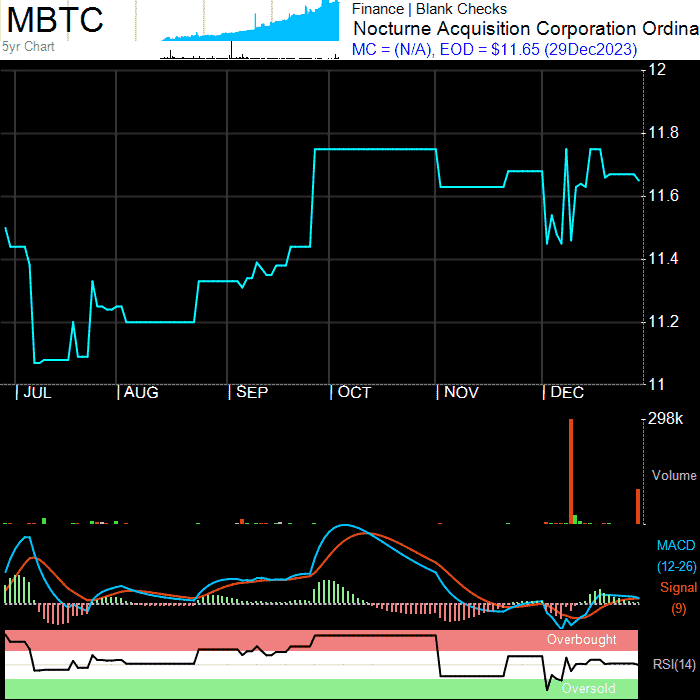 MBTC
5yr Chart
Finance | Blank Checks
Nocturne Acquisition Corporation Ordina
MC = (N/A), EOD = $11.65 (29Dec2023)
12
11.8
11.6
11.4
11.2
11
JUL AUG SEP OCT NOV DEC
298k
Volume
MACD
(12-26)
Signal
(9)
Overbought
RSI(14)
Oversold